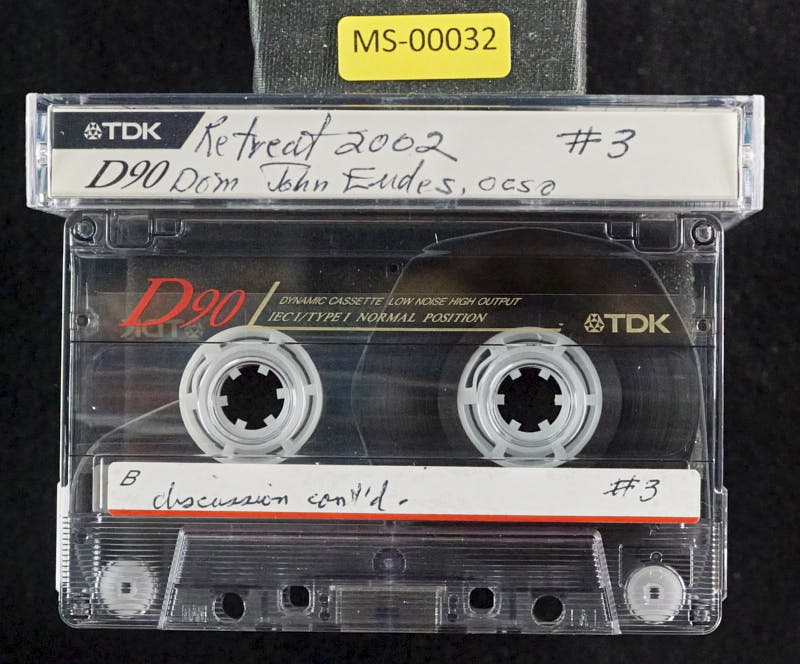 MS-00032
TDK Retreat 2002 #3
D90 Dom John Eudes, ocso
D90 DYNAMIC CASSETTE LOW NOISE HIGH OUTPUT
IEC I/TYPE I NORMAL POSITION TDK
B discussion cont'd. #3